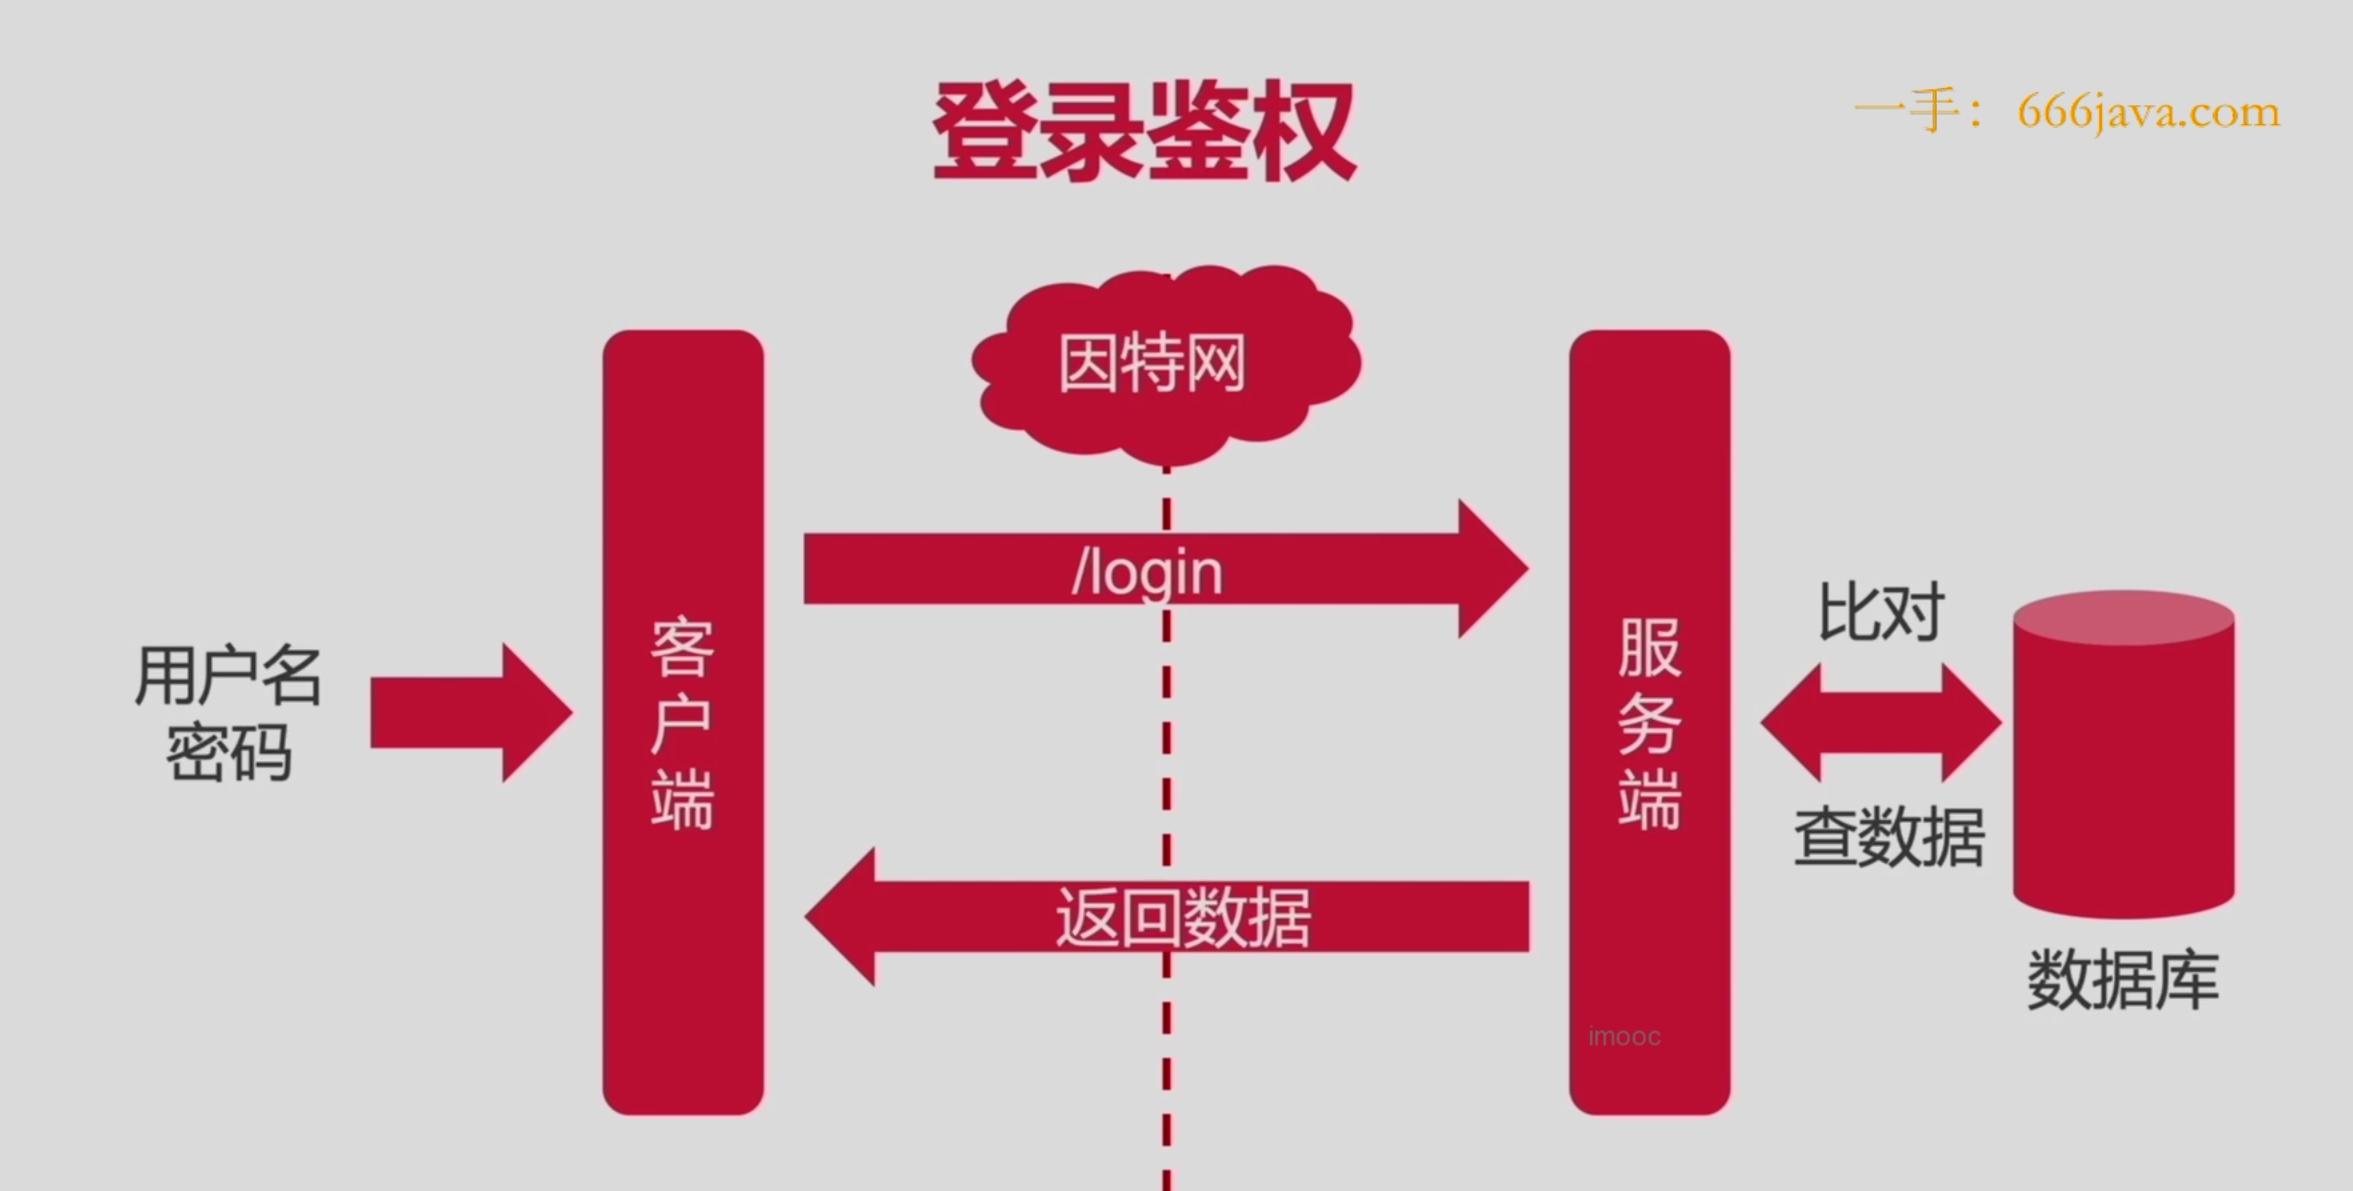 登录鉴权
一手：666java.com
因特网
/login
用户名
密码
客户端
服务端
比对
查数据
返回数据
数据库
imooc